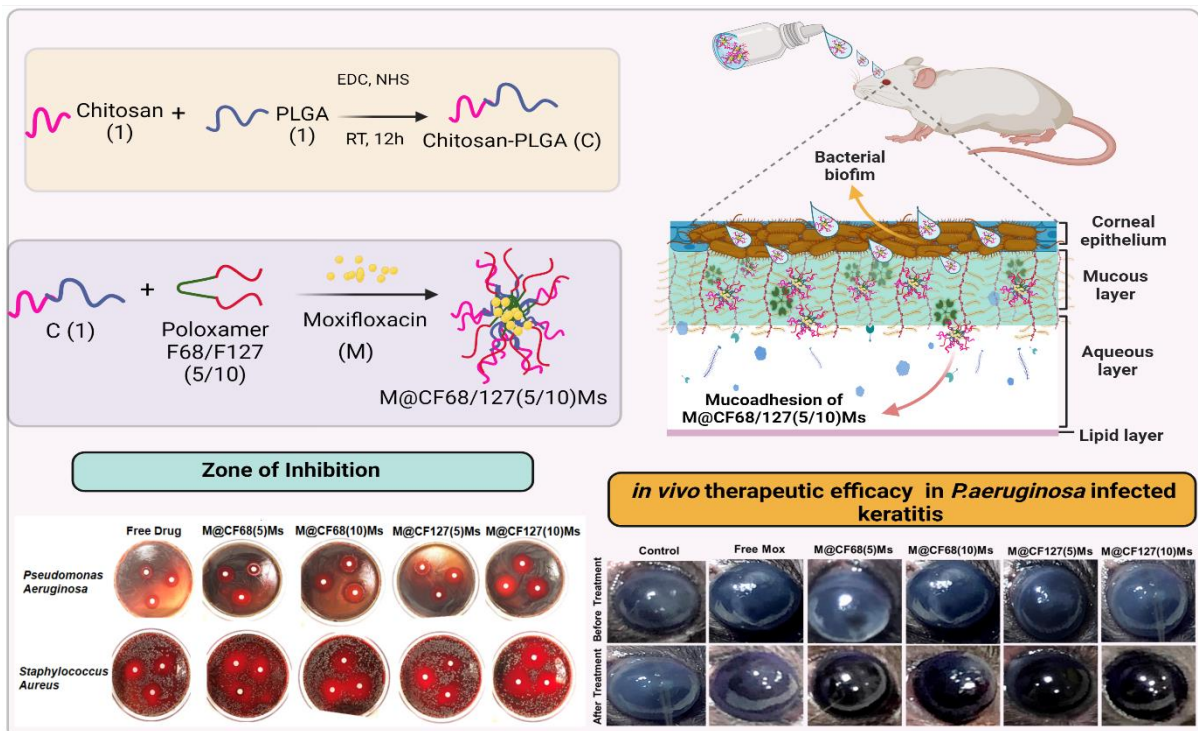 EDC, NHS
Chitosan + PLGA
(1) (1)
RT, 12h
Chitosan-PLGA (C)
C (1)
+
Poloxamer
F68/F127
(5/10)
Moxifloxacin
(M)
M@CF68/127(5/10)Ms
Bacterial
biofim
Corneal
epithelium
Mucous
layer
Aqueous
layer
Mucoadhesion of
M@CF68/127(5/10)Ms
Lipid layer
Zone of Inhibition
Free Drug M@CF68(5)Ms M@CF68(10)Ms M@CF127(5)Ms M@CF127(10)Ms
Pseudomonas
Aeruginosa
Staphylococcus
Aureus
in vivo therapeutic efficacy in P.aeruginosa infected
keratitis
Control Free Mox M@CF68(5)Ms M@CF68(10)Ms M@CF127(5)Ms M@CF127(10)Ms
Before Treatment
After Treatment